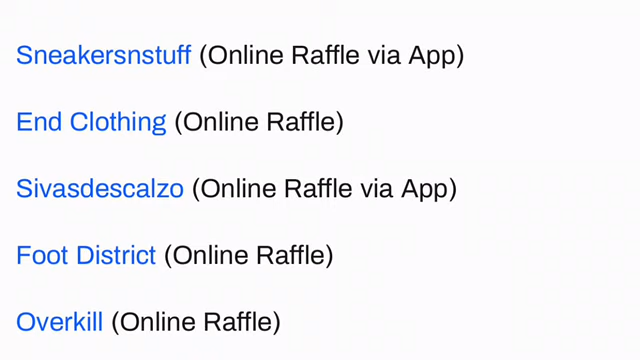 Sneakersnstuff (Online Raffle via App)
End Clothing (Online Raffle)
Sivasdescalzo (Online Raffle via App)
Foot District (Online Raffle)
Overkill (Online Raffle)